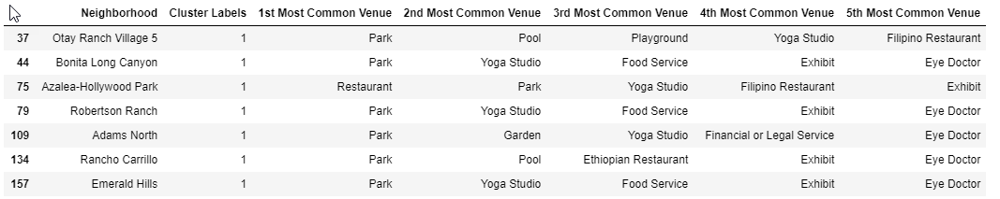 Neighborhood Cluster Labels 1st Most Common Venue 2nd Most Common Venue 3rd Most Common Venue 4th Most Common Venue 5th Most Common Venue
37 Otay Ranch Village 5 1 Park Pool Playground Yoga Studio Filipino Restaurant
44 Bonita Long Canyon 1 Park Yoga Studio Food Service Exhibit Eye Doctor
75 Azalea-Hollywood Park 1 Restaurant Park Yoga Studio Filipino Restaurant Exhibit
79 Robertson Ranch 1 Park Yoga Studio Food Service Exhibit Eye Doctor
109 Adams North 1 Park Garden Yoga Studio Financial or Legal Service Eye Doctor
134 Rancho Carrillo 1 Park Pool Ethiopian Restaurant Exhibit Eye Doctor
157 Emerald Hills 1 Park Yoga Studio Food Service Exhibit Eye Doctor